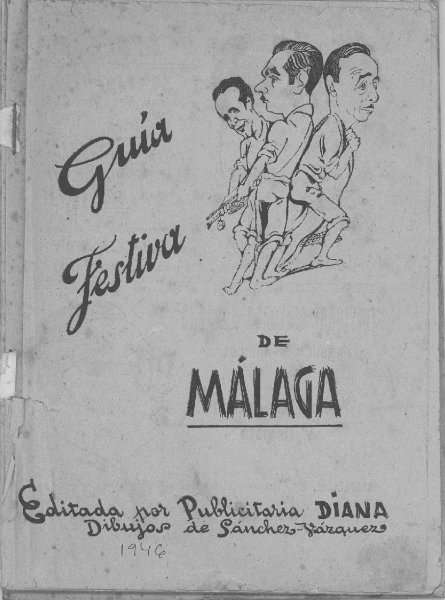 Guía
Festiva
DE
MÁLAGA
Editada por Publicitaria DIANA
Dibujos de Sánchez-Vázquez
1946